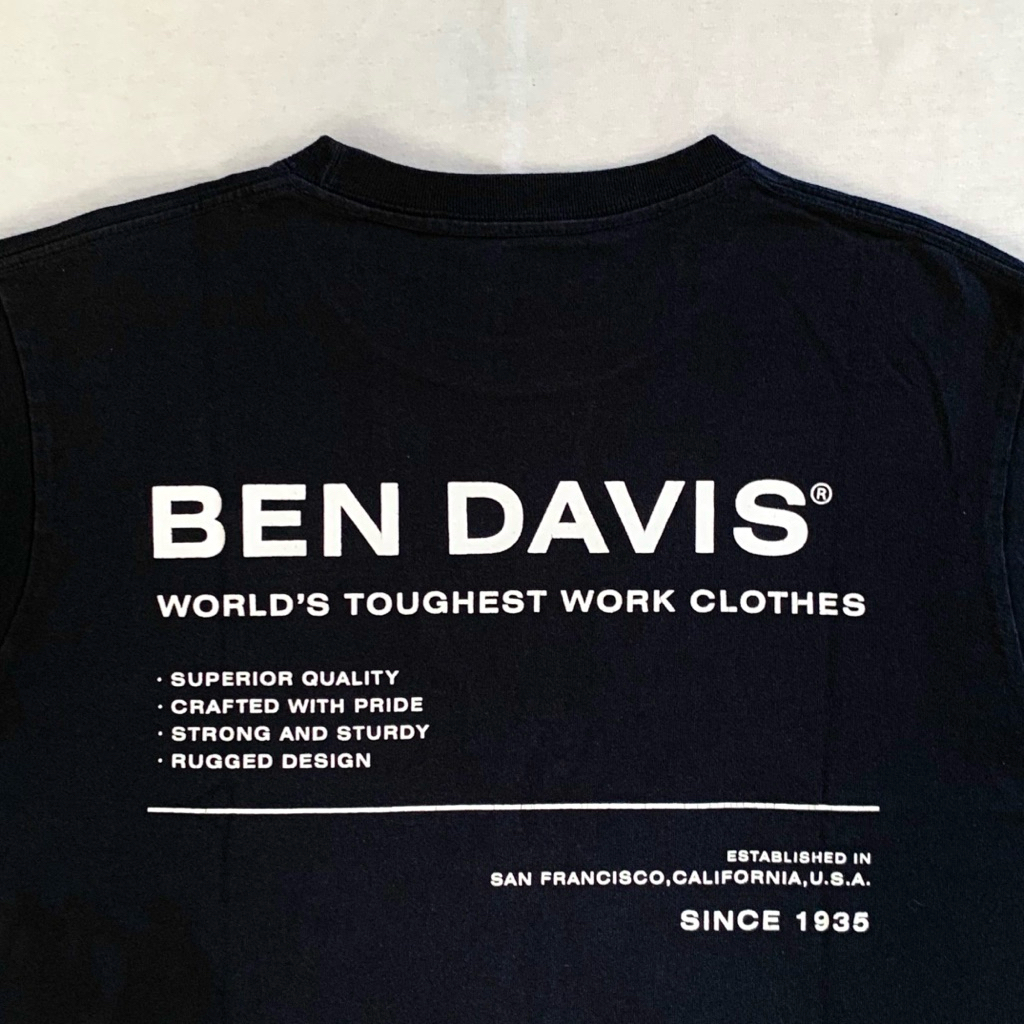 BEN DAVIS®
WORLD'S TOUGHEST WORK CLOTHES
· SUPERIOR QUALITY
· CRAFTED WITH PRIDE
· STRONG AND STURDY
· RUGGED DESIGN
ESTABLISHED IN
SAN FRANCISCO,CALIFORNIA,U.S.A.
SINCE 1935